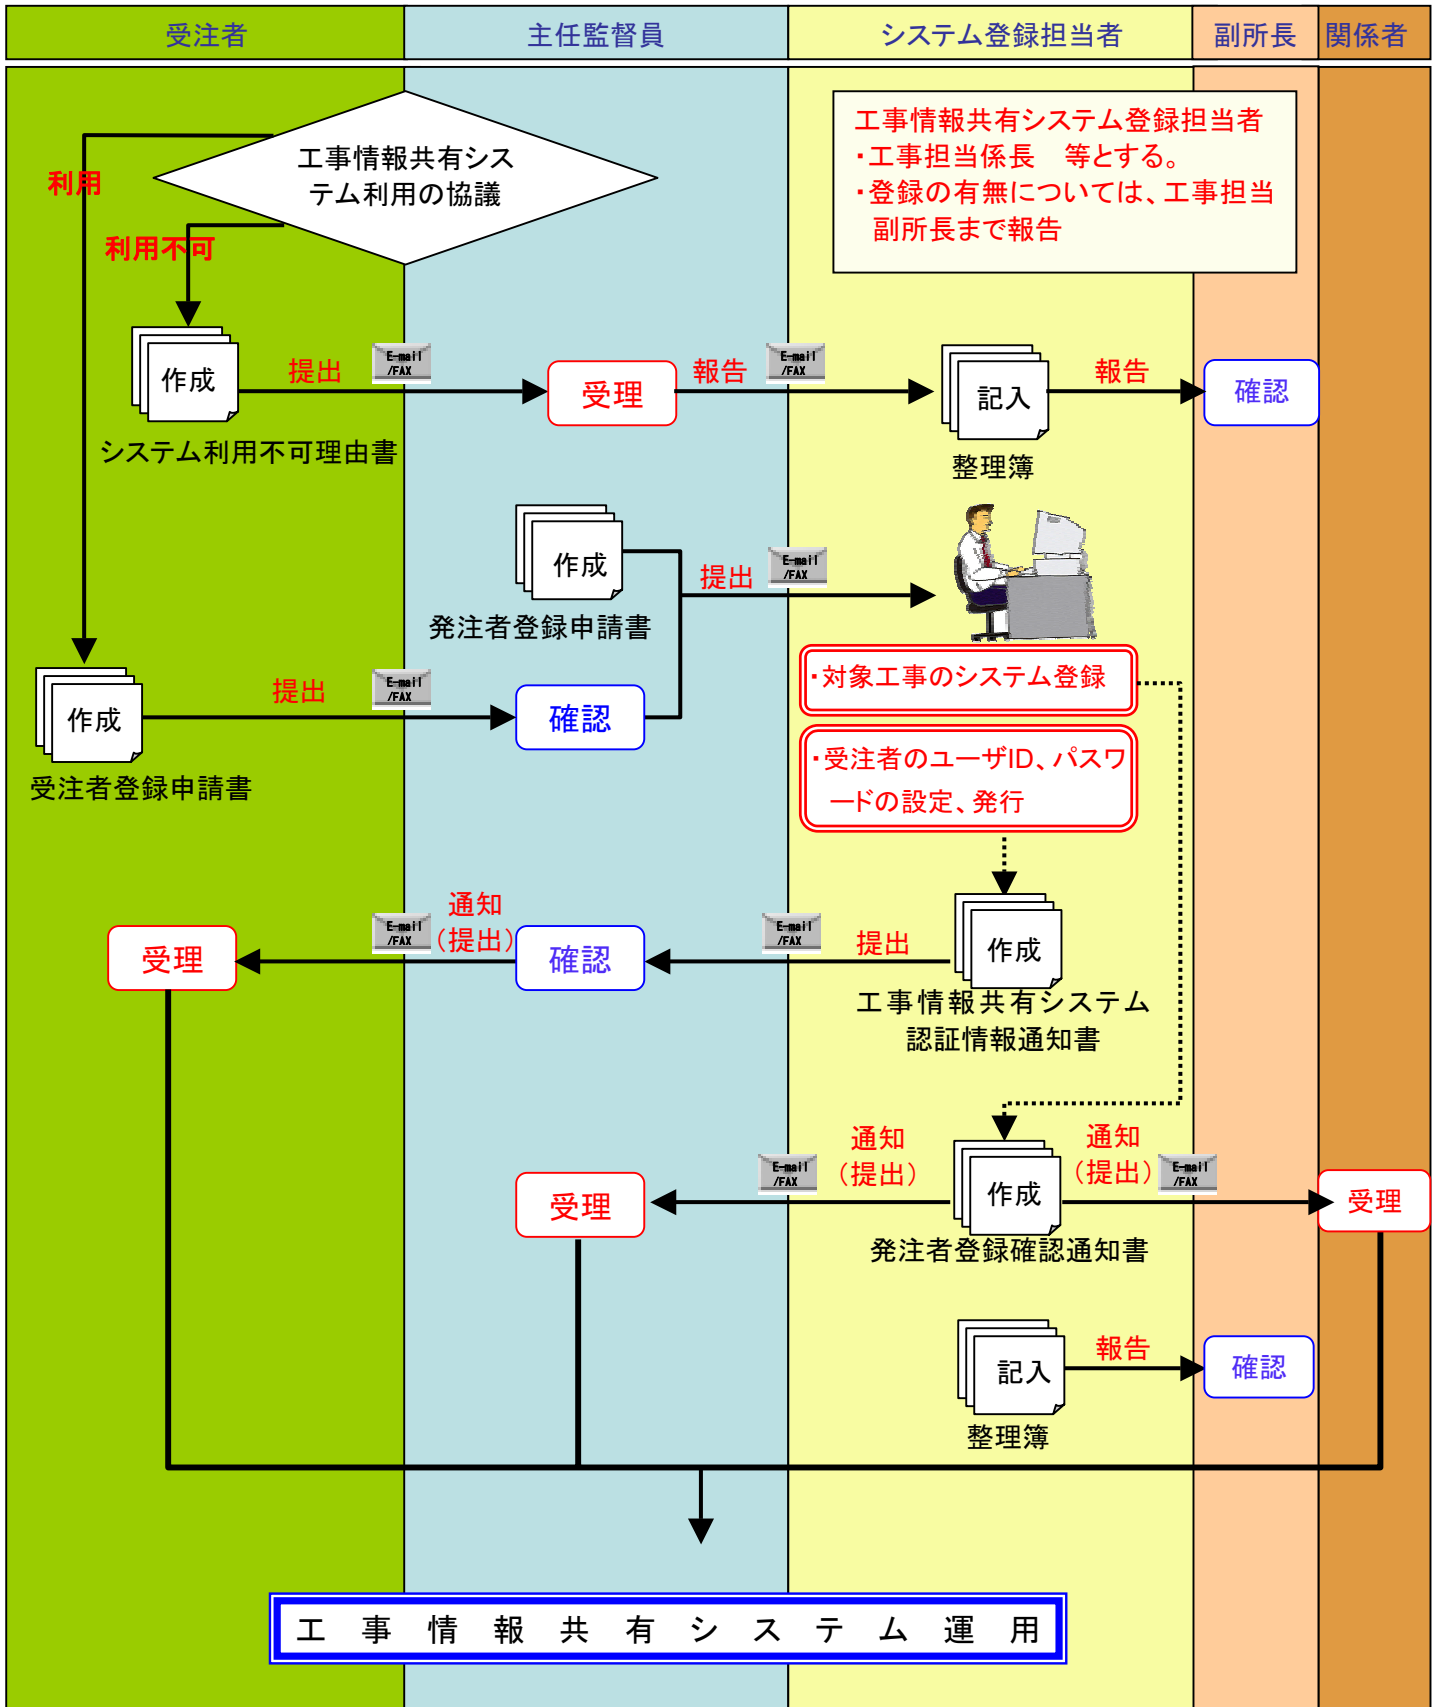 受注者
主任監督員
システム登録担当者
副所長
関係者
工事情報共有シス
テム利用の協議
工事情報共有システム登録担当者
・工事担当係長　等とする。
・登録の有無については、工事担当
副所長まで報告
利用
利用不可
作成
提出
E-mail
/FAX
受理
報告
E-mail
/FAX
記入
報告
確認
システム利用不可理由書
整理簿
作成
提出
E-mail
/FAX
発注者登録申請書
作成
提出
E-mail
/FAX
確認
受注者登録申請書
・対象工事のシステム登録
・受注者のユーザID、パスワ
ードの設定、発行
受理
E-mail
/FAX
通知
（提出）
確認
E-mail
/FAX
提出
作成
工事情報共有システム
認証情報通知書
受理
E-mail
/FAX
通知
（提出）
作成
通知
（提出）
E-mail
/FAX
受理
発注者登録確認通知書
記入
報告
確認
整理簿
工事情報共有システム運用